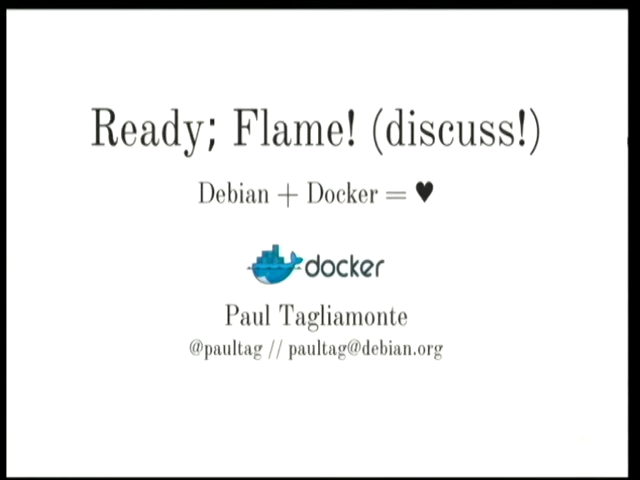 Ready; Flame! (discuss!)
Debian + Docker = ♥
docker
Paul Tagliamonte
@paultag // paultag@debian.org